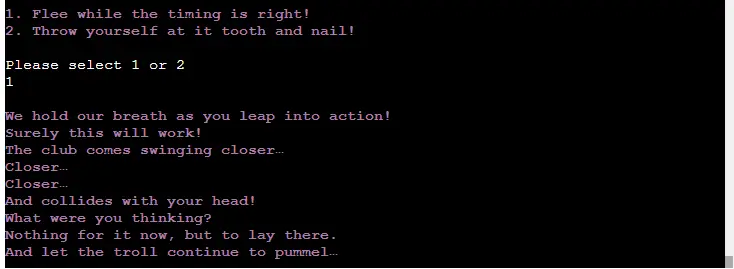 1. Flee while the timing is right!
2. Throw yourself at it tooth and nail!
Please select 1 or 2
1
We hold our breath as you leap into action!
Surely this will work!
The club comes swinging closer…
Closer…
Closer…
And collides with your head!
What were you thinking?
Nothing for it now, but to lay there.
And let the troll continue to pummel…